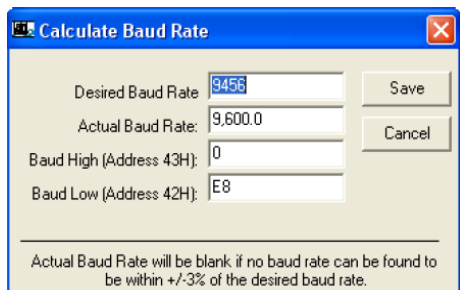 Calculate Baud Rate
Desired Baud Rate 9456 Save
Actual Baud Rate: 9,600.0 Cancel
Baud High (Address 43H): 0
Baud Low (Address 42H): E8
Actual Baud Rate will be blank if no baud rate can be found to
be within +/-3% of the desired baud rate.